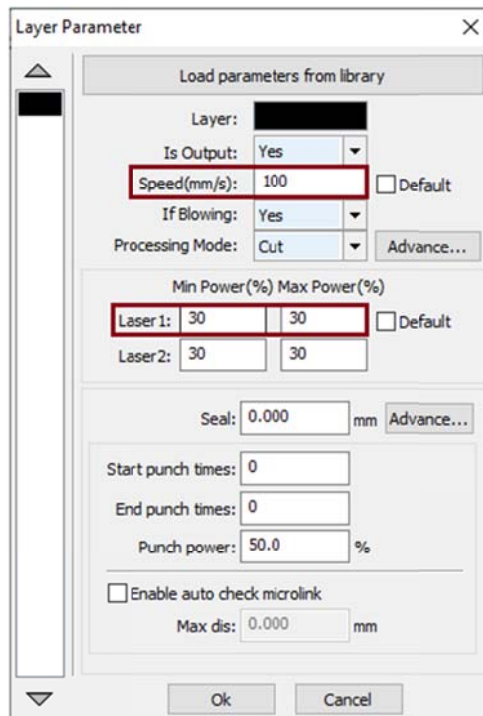 Layer Parameter
Load parameters from library
Layer:
Is Output: Yes
Speed(mm/s): 100 Default
If Blowing: Yes
Processing Mode: Cut Advance...
Min Power(%) Max Power(%)
Laser1: 30 30 Default
Laser2: 30 30
Seal: 0.000 mm Advance...
Start punch times: 0
End punch times: 0
Punch power: 50.0 %
Enable auto check microlink
Max dis: 0.000 mm
Ok Cancel